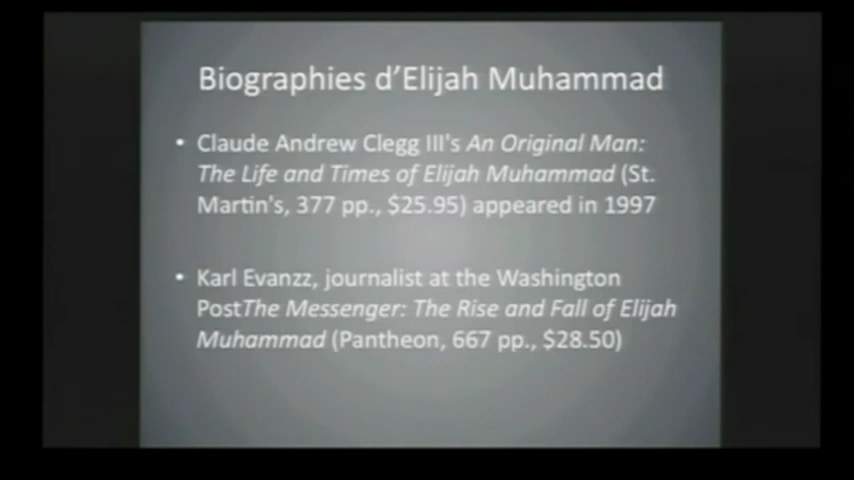 Biographies d'Elijah Muhammad
• Claude Andrew Clegg III's An Original Man:
The Life and Times of Elijah Muhammad (St.
Martin's, 377 pp., $25.95) appeared in 1997
• Karl Evanzz, journalist at the Washington
PostThe Messenger: The Rise and Fall of Elijah
Muhammad (Pantheon, 667 pp., $28.50)